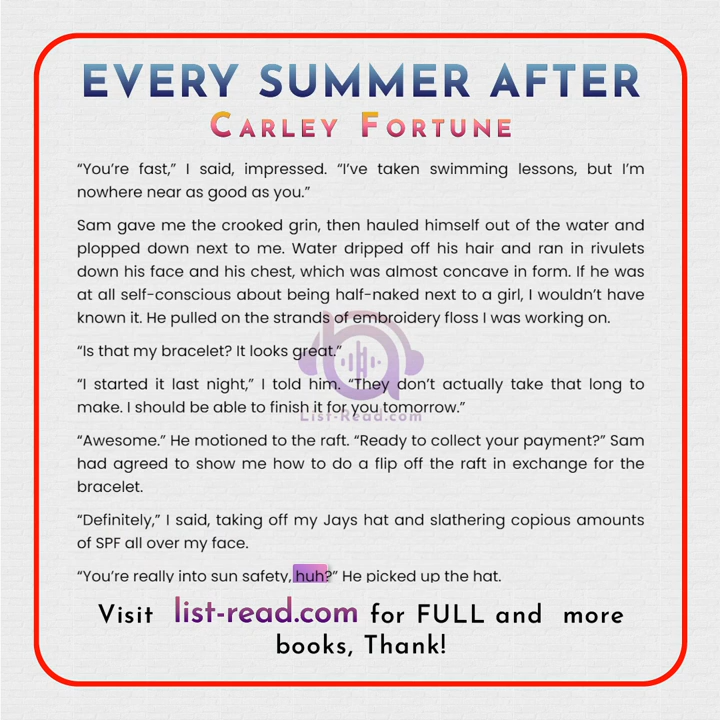 EVERY SUMMER AFTER
CARLEY FORTUNE
“You’re fast,” I said, impressed. “I’ve taken swimming lessons, but I’m
nowhere near as good as you.”
Sam gave me the crooked grin, then hauled himself out of the water and
plopped down next to me. Water dripped off his hair and ran in rivulets
down his face and his chest, which was almost concave in form. If he was
at all self-conscious about being half-naked next to a girl, I wouldn’t have
known it. He pulled on the strands of embroidery floss I was working on.
“Is that my bracelet? It looks great.”
“I started it last night,” I told him. “They don’t actually take that long to
make. I should be able to finish it for you tomorrow.”
List-Read.com
“Awesome.” He motioned to the raft. “Ready to collect your payment?” Sam
had agreed to show me how to do a flip off the raft in exchange for the
bracelet.
“Definitely,” I said, taking off my Jays hat and slathering copious amounts
of SPF all over my face.
“You’re really into sun safety, huh?” He picked up the hat.
Visit list-read.com for FULL and more
books, Thank!